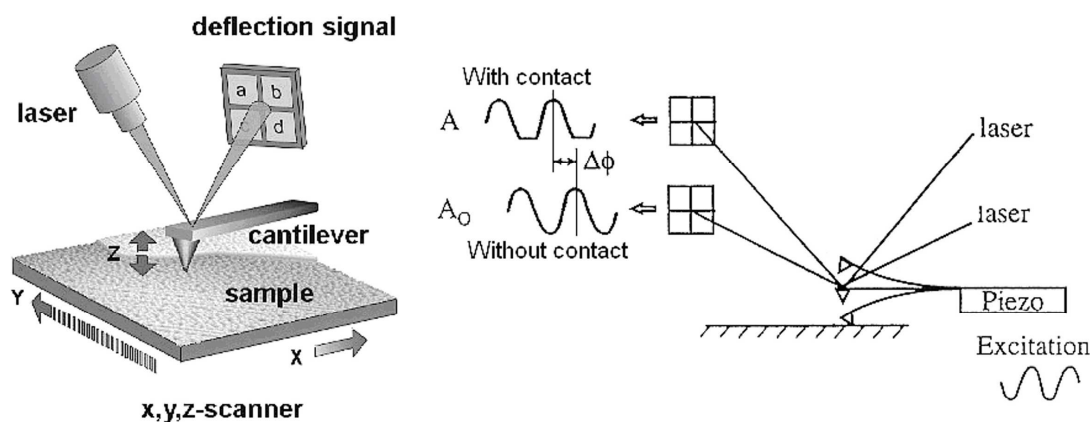 deflection signal
laser
a
b
c
d
Z
cantilever
sample
Y
X
x,y,z-scanner
With contact
A
Δϕ
A₀
Without contact
laser
laser
Piezo
Excitation